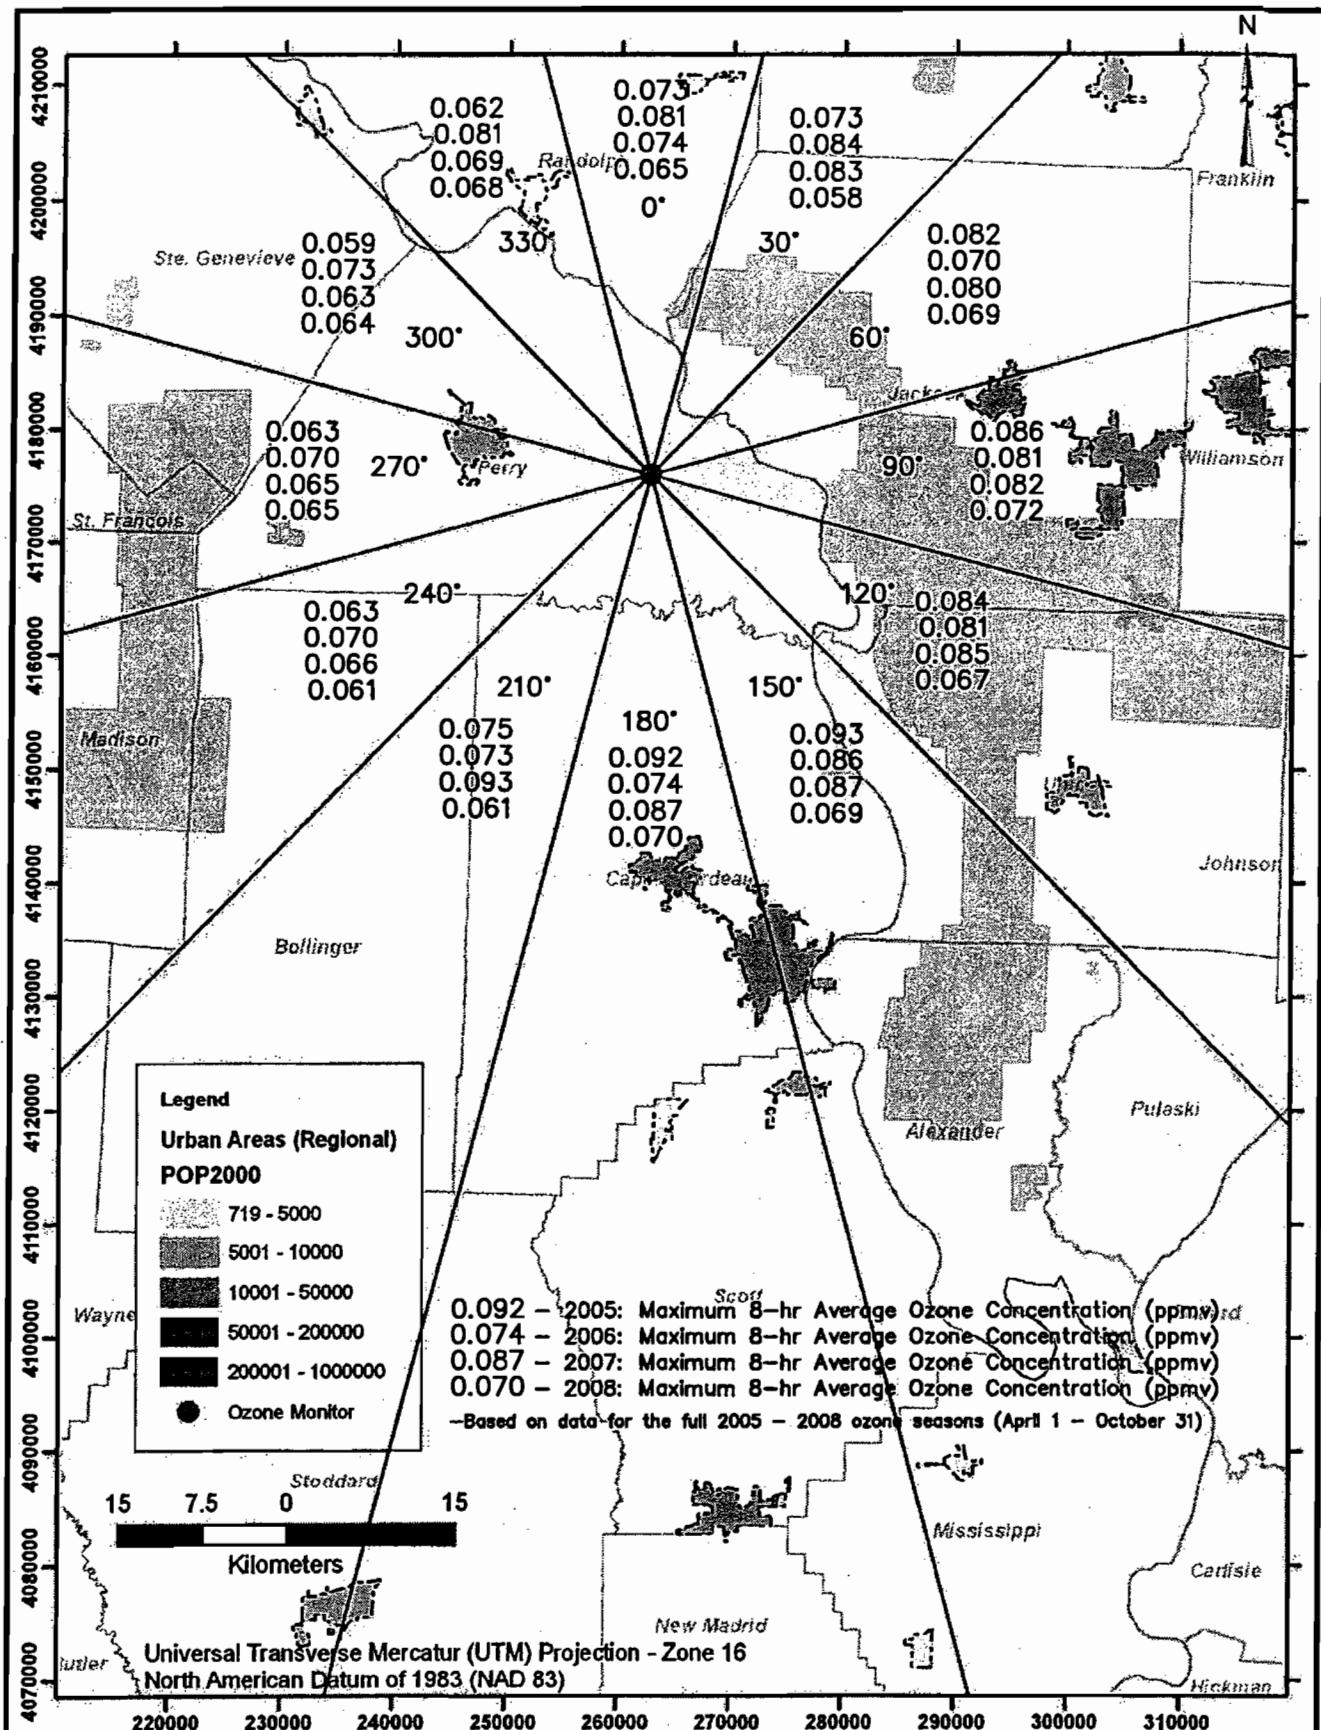 N
4210000
4200000
4190000
4180000
4170000
4160000
4150000
4140000
4130000
4120000
4110000
4100000
4090000
4080000
4070000
0.062
0.081
0.069
0.068
330°
0.073
0.081
0.074
0.065
0°
0.073
0.084
0.083
0.058
30°
0.082
0.070
0.080
0.069
60°
Franklin
Ste. Genevieve
0.059
0.073
0.063
0.064
300°
0.063
0.070
0.065
0.065
270°
Perry
90°
0.086
0.081
0.082
0.072
Williamson
St. Francois
240°
0.063
0.070
0.066
0.061
120°
0.084
0.081
0.085
0.067
210°
0.075
0.073
0.093
0.061
180°
0.092
0.074
0.087
0.070
150°
0.093
0.086
0.087
0.069
Madison
Johnson
Bollinger
Pulaski
Alexander
Legend
Urban Areas (Regional)
POP2000
719 - 5000
5001 - 10000
10001 - 50000
50001 - 200000
200001 - 1000000
Ozone Monitor
Wayne
Scott
0.092 - 2005: Maximum 8-hr Average Ozone Concentration (ppmv)
0.074 - 2006: Maximum 8-hr Average Ozone Concentration (ppmv)
0.087 - 2007: Maximum 8-hr Average Ozone Concentration (ppmv)
0.070 - 2008: Maximum 8-hr Average Ozone Concentration (ppmv)
-Based on data for the full 2005 - 2008 ozone seasons (April 1 - October 31)
Stoddard
15 7.5 0 15
Kilometers
Mississippi
Carlisle
New Madrid
Hickman
Universal Transverse Mercatur (UTM) Projection - Zone 16
North American Datum of 1983 (NAD 83)
220000 230000 240000 250000 260000 270000 280000 290000 300000 310000